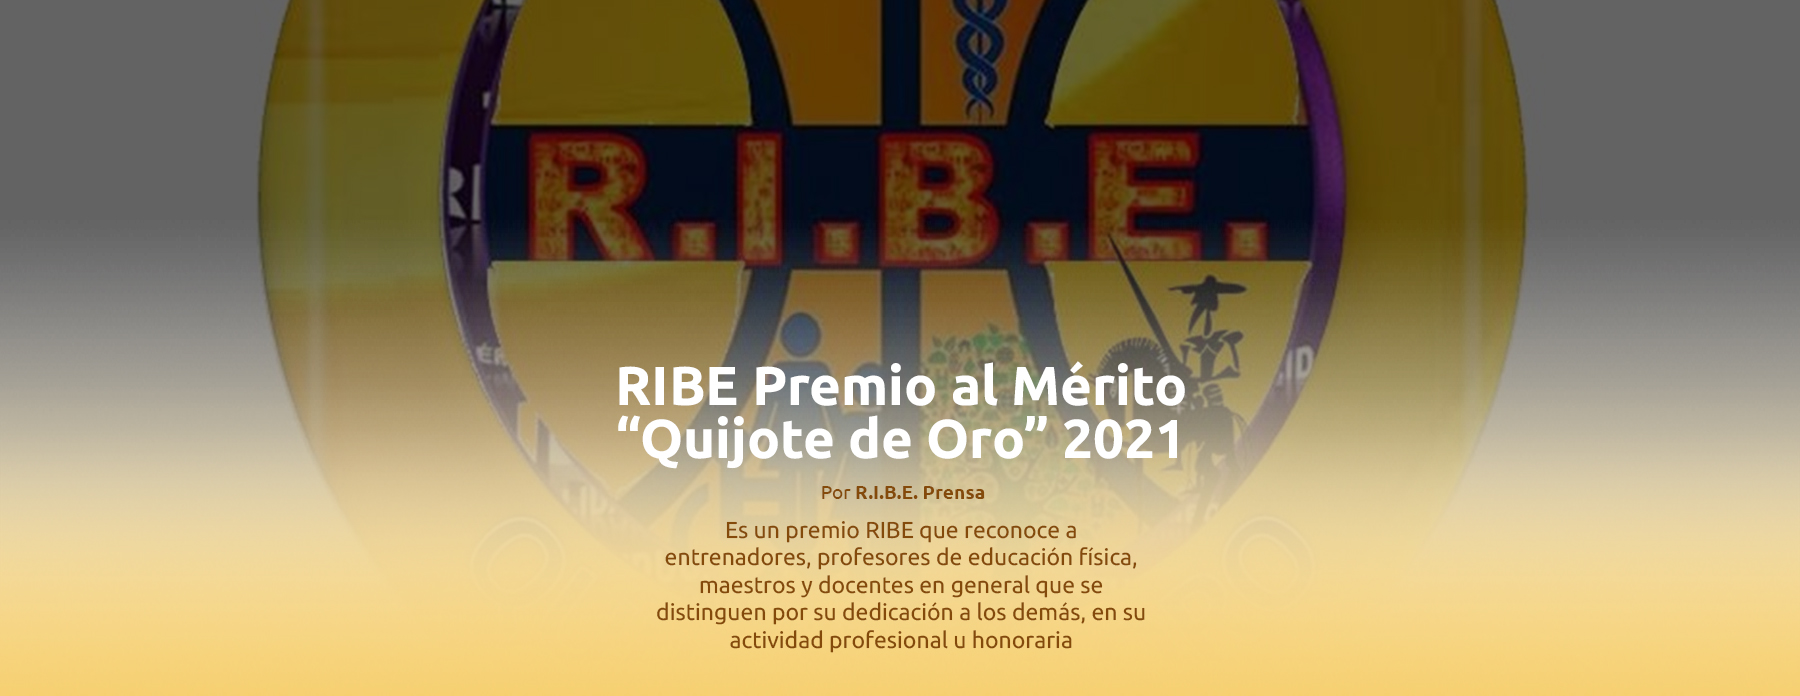 R.I.B.E.
RIBE Premio al Mérito
“Quijote de Oro” 2021
Por R.I.B.E. Prensa
Es un premio RIBE que reconoce a
entrenadores, profesores de educación física,
maestros y docentes en general que se
distinguen por su dedicación a los demás, en su
actividad profesional u honoraria